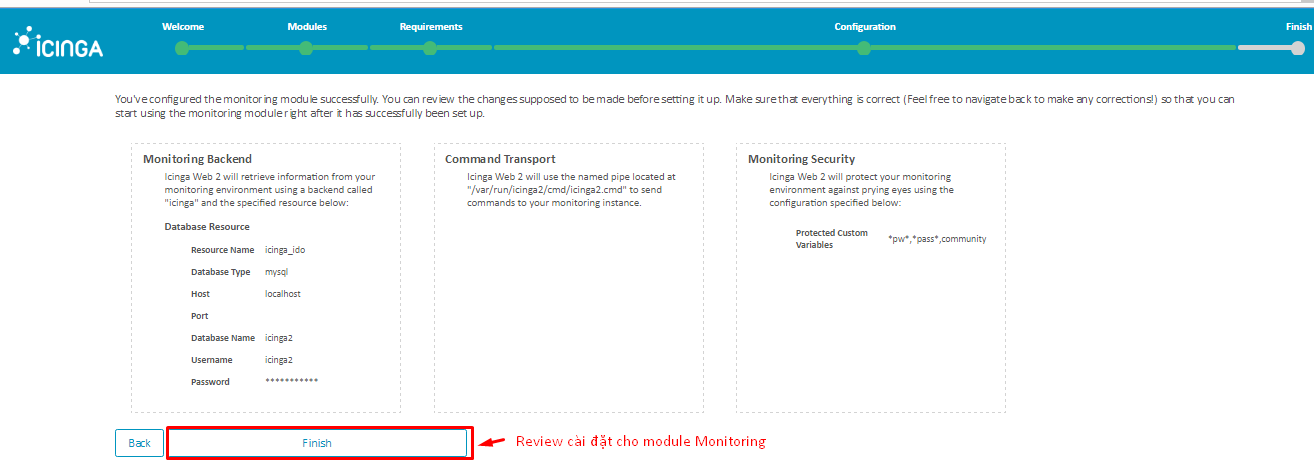 Welcome
Modules
Requirements
Configuration
Finish
ICINGA
You've configured the monitoring module successfully. You can review the changes supposed to be made before setting it up. Make sure that everything is correct (Feel free to navigate back to make any corrections!) so that you can
start using the monitoring module right after it has successfully been set up.
Monitoring Backend
Icinga Web 2 will retrieve information from your
monitoring environment using a backend called
"icinga" and the specified resource below:
Database Resource
Resource Name icinga_ido
Database Type mysql
Host localhost
Port
Database Name icinga2
Username icinga2
Password ***********
Command Transport
Icinga Web 2 will use the named pipe located at
"/var/run/icinga2/cmd/icinga2.cmd" to send
commands to your monitoring instance.
Monitoring Security
Icinga Web 2 will protect your monitoring
environment against prying eyes using the
configuration specified below:
Protected Custom
Variables
*pw*,*pass*,community
Back
Finish
Review cài đặt cho module Monitoring